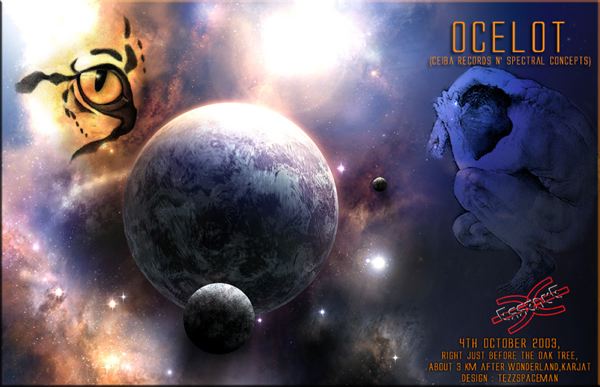 OCELOT
(CEIBA RECORDS N' SPECTRAL CONCEPTS)
4TH OCTOBER 2003,
RIGHT JUST BEFORE THE OAK TREE,
ABOUT 3 KM AFTER WONDERLAND,KARJAT
DESIGN : TEZZSPACEMAN